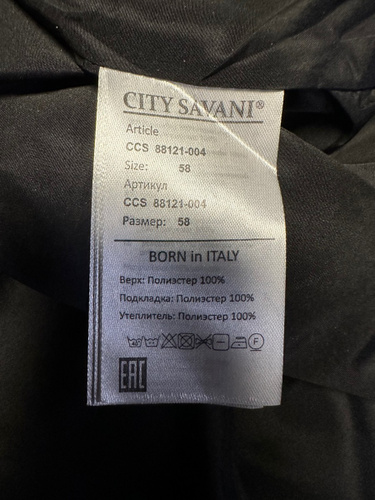 CITY SAVANI®
Article
CCS 88121-004
Size: 58
Артикул
CCS 88121-004
Размер: 58
BORN in ITALY
Верх: Полиэстер 100%
Подкладка: Полиэстер 100%
Утеплитель: Полиэстер 100%
F
EAC